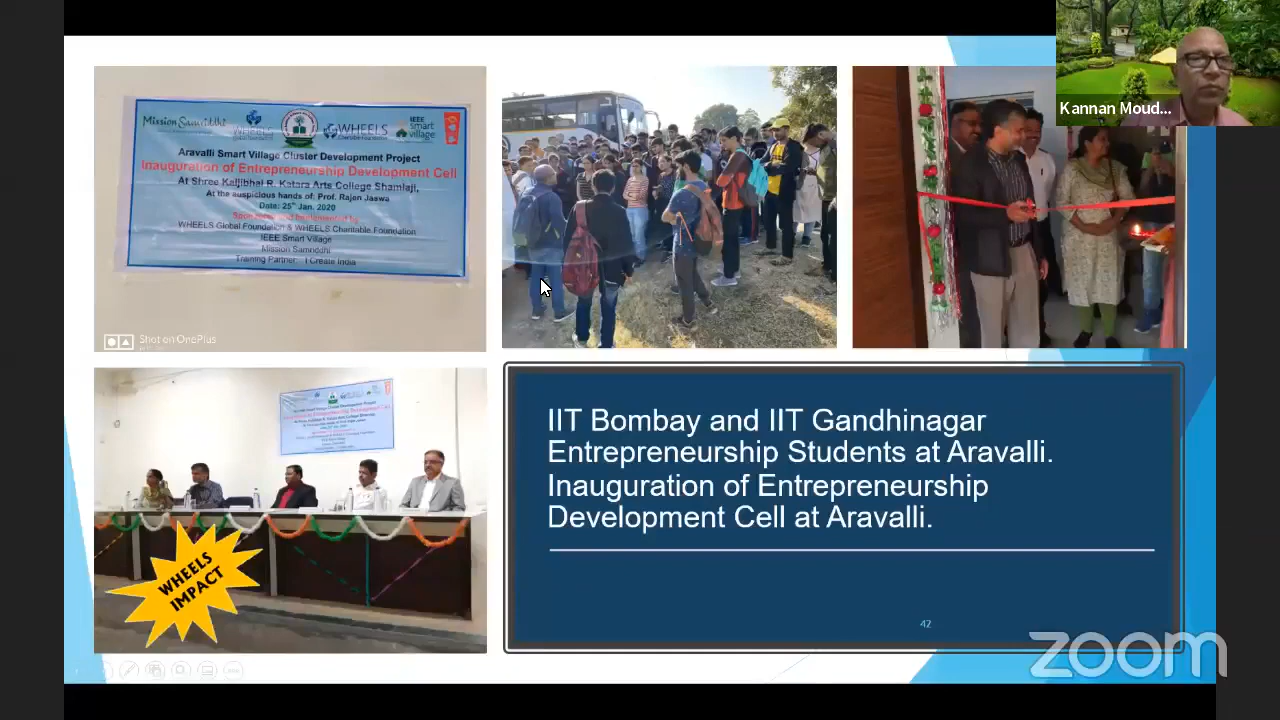 Mission Samriddhi
WHEELS
WHEELS
IEEE
smart
village
Aravalli Smart Village Cluster Development Project
Inauguration of Entrepreneurship Development Cell
At Shree Kaljibhai R. Katara Arts College Shamlaji,
At the auspicious hands of: Prof. Rajen Jaswa
Date: 25th Jan. 2020
Sponsored and Implemented by
WHEELS Global Foundation & WHEELS Charitable Foundation
IEEE Smart Village
Mission Samriddhi
Training Partner: I Create India
Shot on OnePlus
Kannan Moud...
WHEELS
IMPACT
IIT Bombay and IIT Gandhinagar
Entrepreneurship Students at Aravalli.
Inauguration of Entrepreneurship
Development Cell at Aravalli.
42
zoom